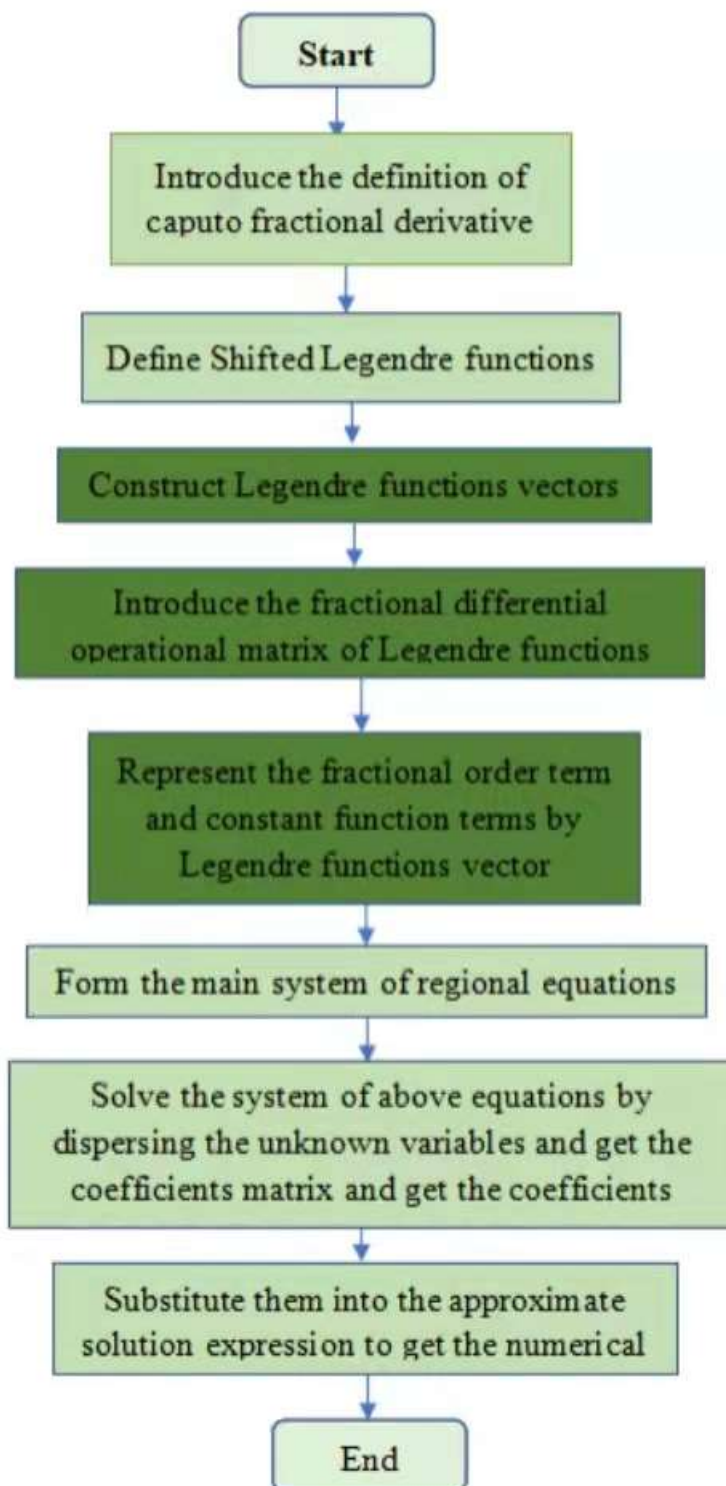 Start
Introduce the definition of
caputo fractional derivative
Define Shifted Legendre functions
Construct Legendre functions vectors
Introduce the fractional differential
operational matrix of Legendre functions
Represent the fractional order term
and constant function terms by
Legendre functions vector
Form the main system of regional equations
Solve the system of above equations by
dispersing the unknown variables and get the
coefficients matrix and get the coefficients
Substitute them into the approximate
solution expression to get the numerical
End